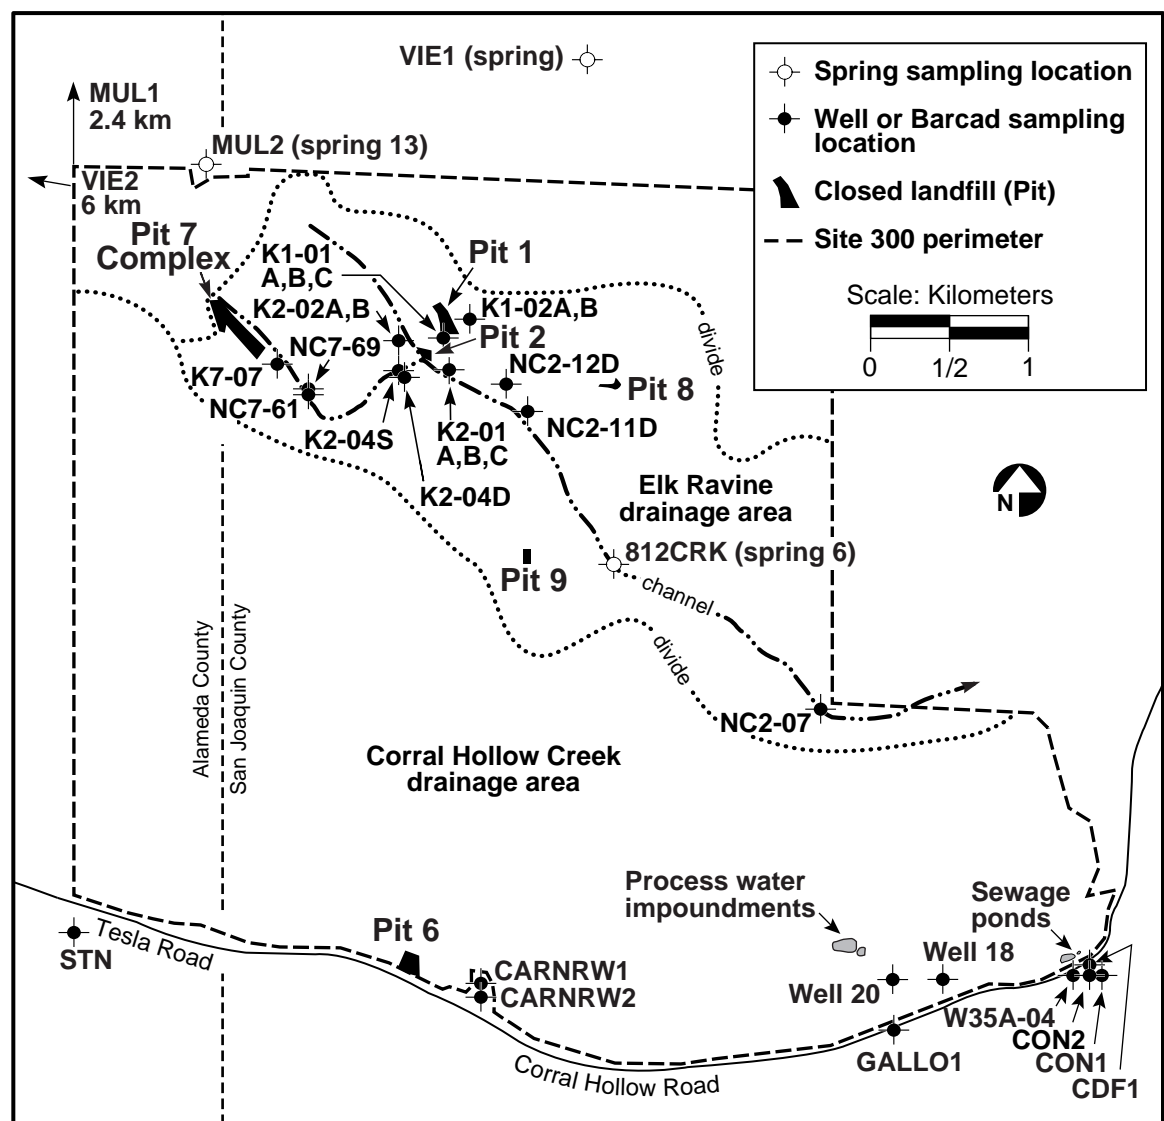 VIE1 (spring)
Spring sampling location
Well or Barcad sampling
location
Closed landfill (Pit)
Site 300 perimeter
Scale: Kilometers
0
1/2
1
MUL1
2.4 km
MUL2 (spring 13)
VIE2
6 km
Pit 7
Complex
K1-01
A,B,C
Pit 1
K2-02A,B
K1-02A,B
Pit 2
divide
NC7-69
NC2-12D
K7-07
Pit 8
NC7-61
K2-04S
K2-01
A,B,C
NC2-11D
K2-04D
Elk Ravine
drainage area
N
812CRK (spring 6)
Pit 9
channel
divide
Alameda County
San Joaquin County
NC2-07
Corral Hollow Creek
drainage area
Process water
impoundments
Sewage
ponds
Pit 6
Tesla Road
STN
CARNRW1
CARNRW2
Well 18
Well 20
W35A-04
CON2
GALLO1
CON1
CDF1
Corral Hollow Road